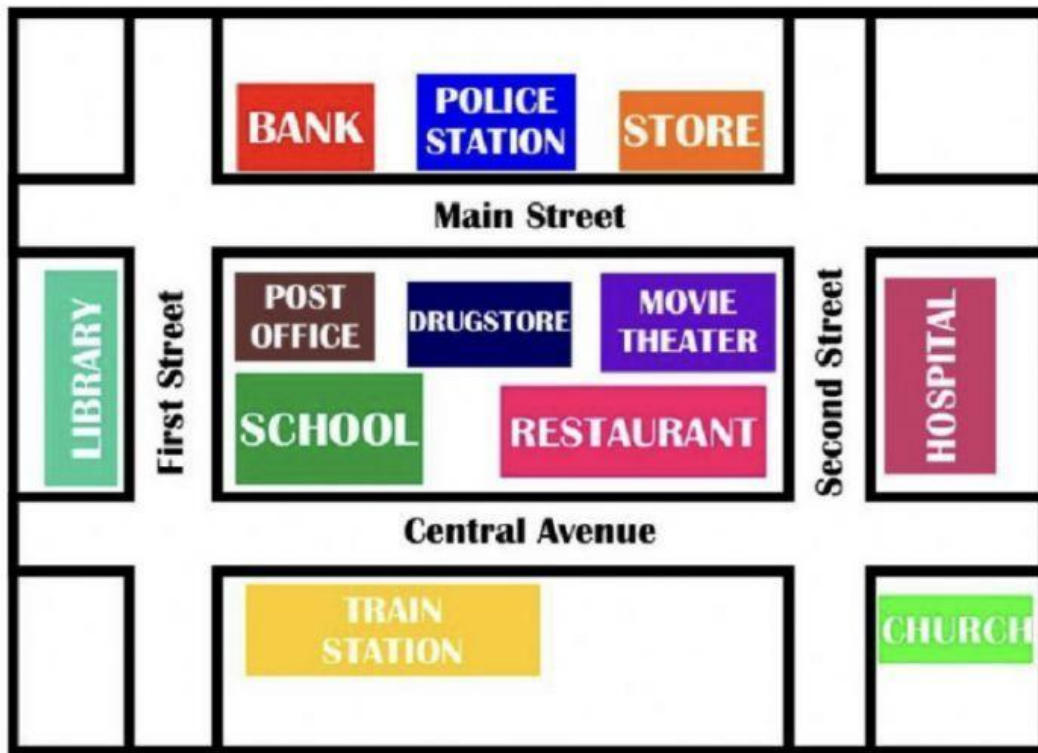 BANK
POLICE
STATION
STORE
Main Street
LIBRARY
First Street
POST
OFFICE
DRUGSTORE
MOVIE
THEATER
SCHOOL
RESTAURANT
Second Street
HOSPITAL
Central Avenue
TRAIN
STATION
CHURCH